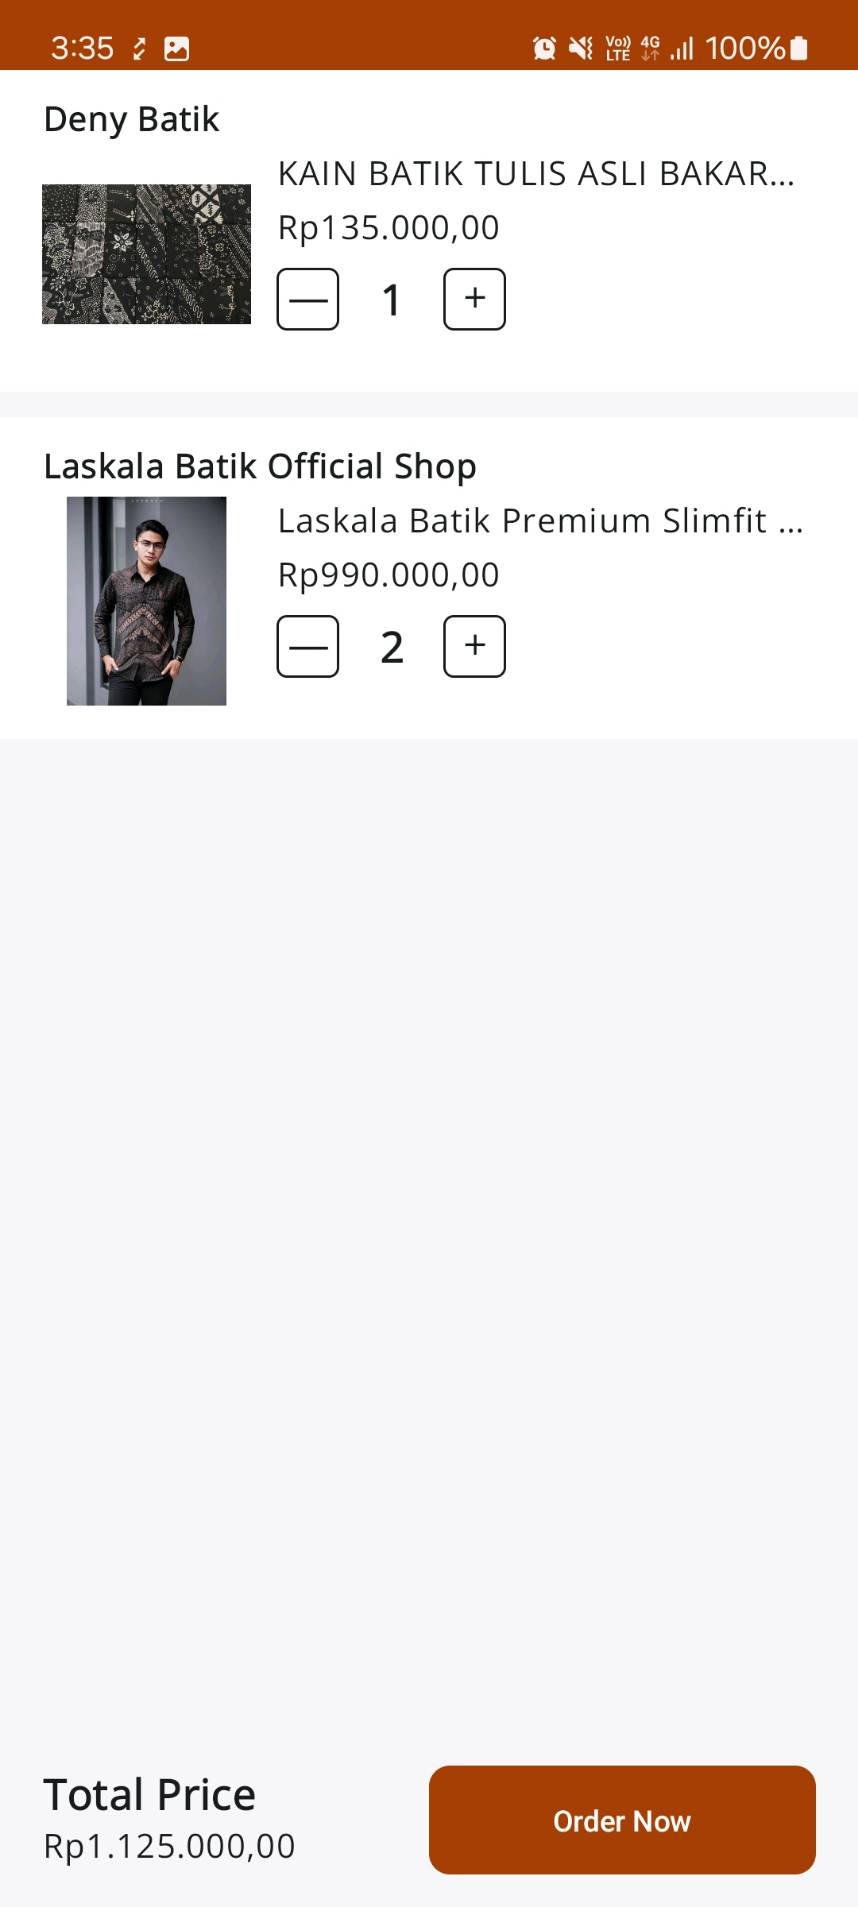 3:35 Vo)) LTE 4G 100%
Deny Batik
KAIN BATIK TULIS ASLI BAKAR...
Rp135.000,00
— 1 +
Laskala Batik Official Shop
Laskala Batik Premium Slimfit ...
Rp990.000,00
— 2 +
Total Price
Rp1.125.000,00
Order Now